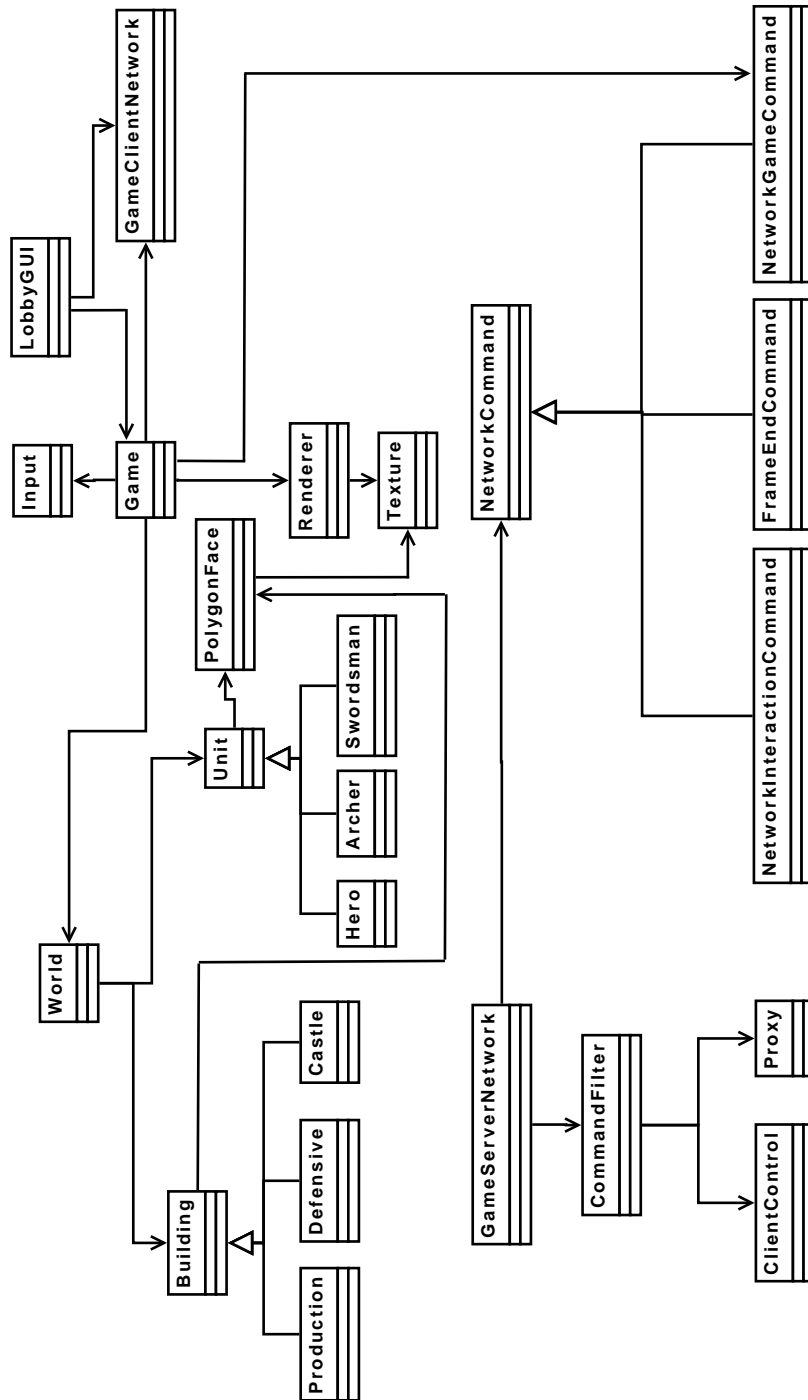 LobbyGUI
Input
World
Game
GameClientNetwork
Building
Unit
PolygonFace
Renderer
Production
Defensive
Castle
Hero
Archer
Swordsman
Texture
GameServerNetwork
NetworkCommand
CommandFilter
ClientControl
Proxy
NetworkInteractionCommand
FrameEndCommand
NetworkGameCommand